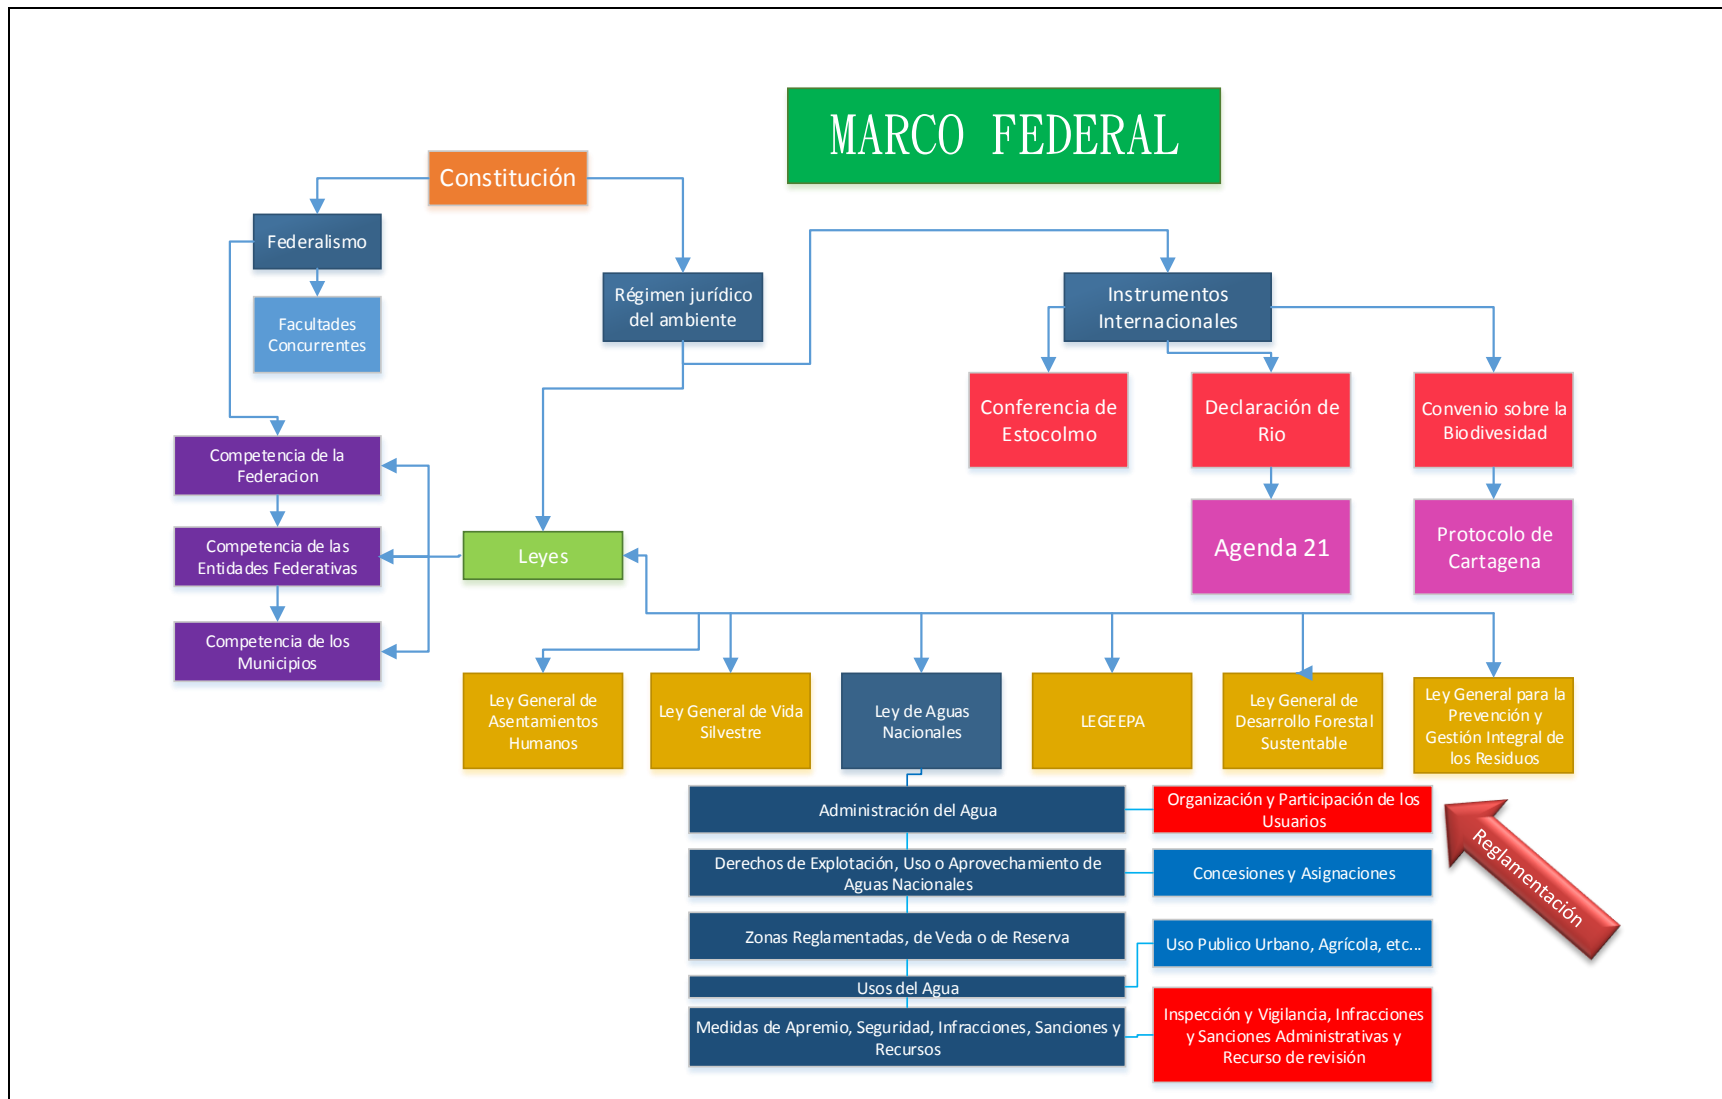 MARCO FEDERAL
Constitución
Federalismo
Facultades
Concurrentes
Régimen jurídico
del ambiente
Instrumentos
Internacionales
Conferencia de
Estocolmo
Declaración de
Rio
Convenio sobre la
Biodivesidad
Competencia de la
Federacion
Competencia de las
Entidades Federativas
Competencia de los
Municipios
Leyes
Agenda 21
Protocolo de
Cartagena
Ley General de
Asentamientos
Humanos
Ley General de Vida
Silvestre
Ley de Aguas
Nacionales
LEGEEPA
Ley General de
Desarrollo Forestal
Sustentable
Ley General para la
Prevención y
Gestión Integral de
los Residuos
Administración del Agua
Organización y Participación de los
Usuarios
Reglamentación
Derechos de Explotación, Uso o Aprovechamiento de
Aguas Nacionales
Concesiones y Asignaciones
Zonas Reglamentadas, de Veda o de Reserva
Uso Publico Urbano, Agrícola, etc...
Usos del Agua
Medidas de Apremio, Seguridad, Infracciones, Sanciones y
Recursos
Inspección y Vigilancia, Infracciones
y Sanciones Administrativas y
Recurso de revisión